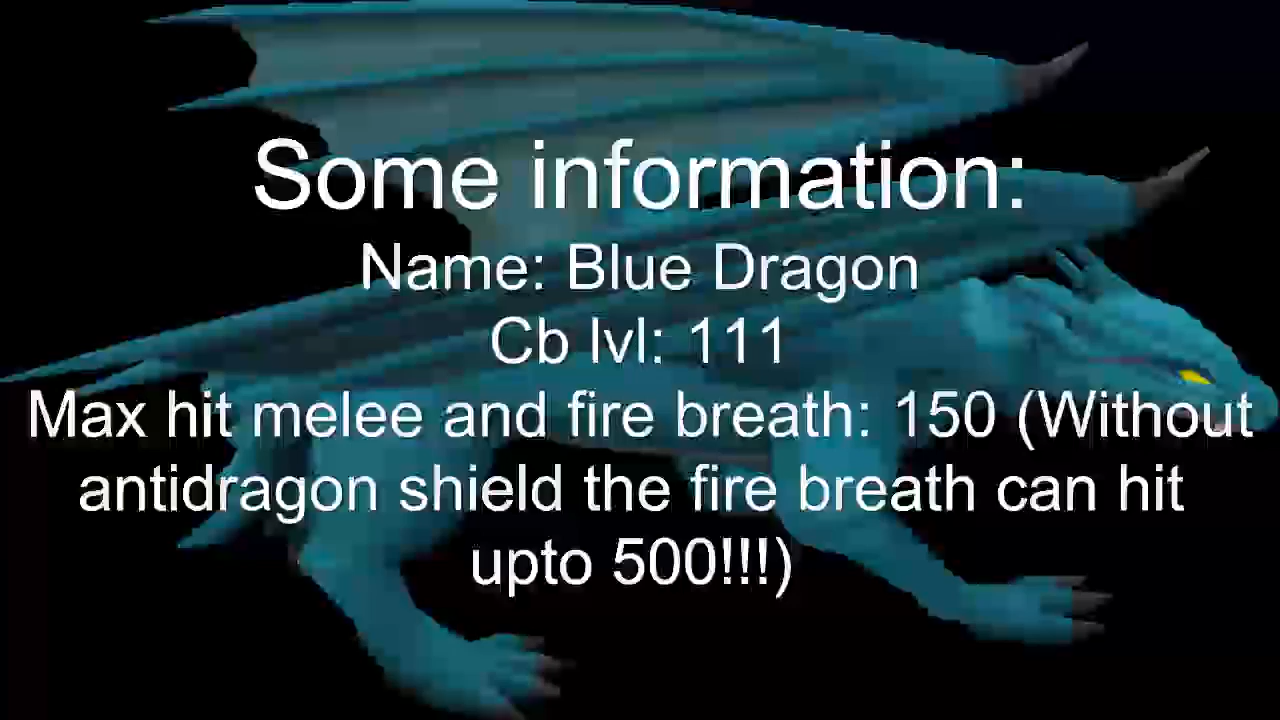 Some information:
Name: Blue Dragon
Cb lvl: 111
Max hit melee and fire breath: 150 (Without
antidragon shield the fire breath can hit
upto 500!!!)